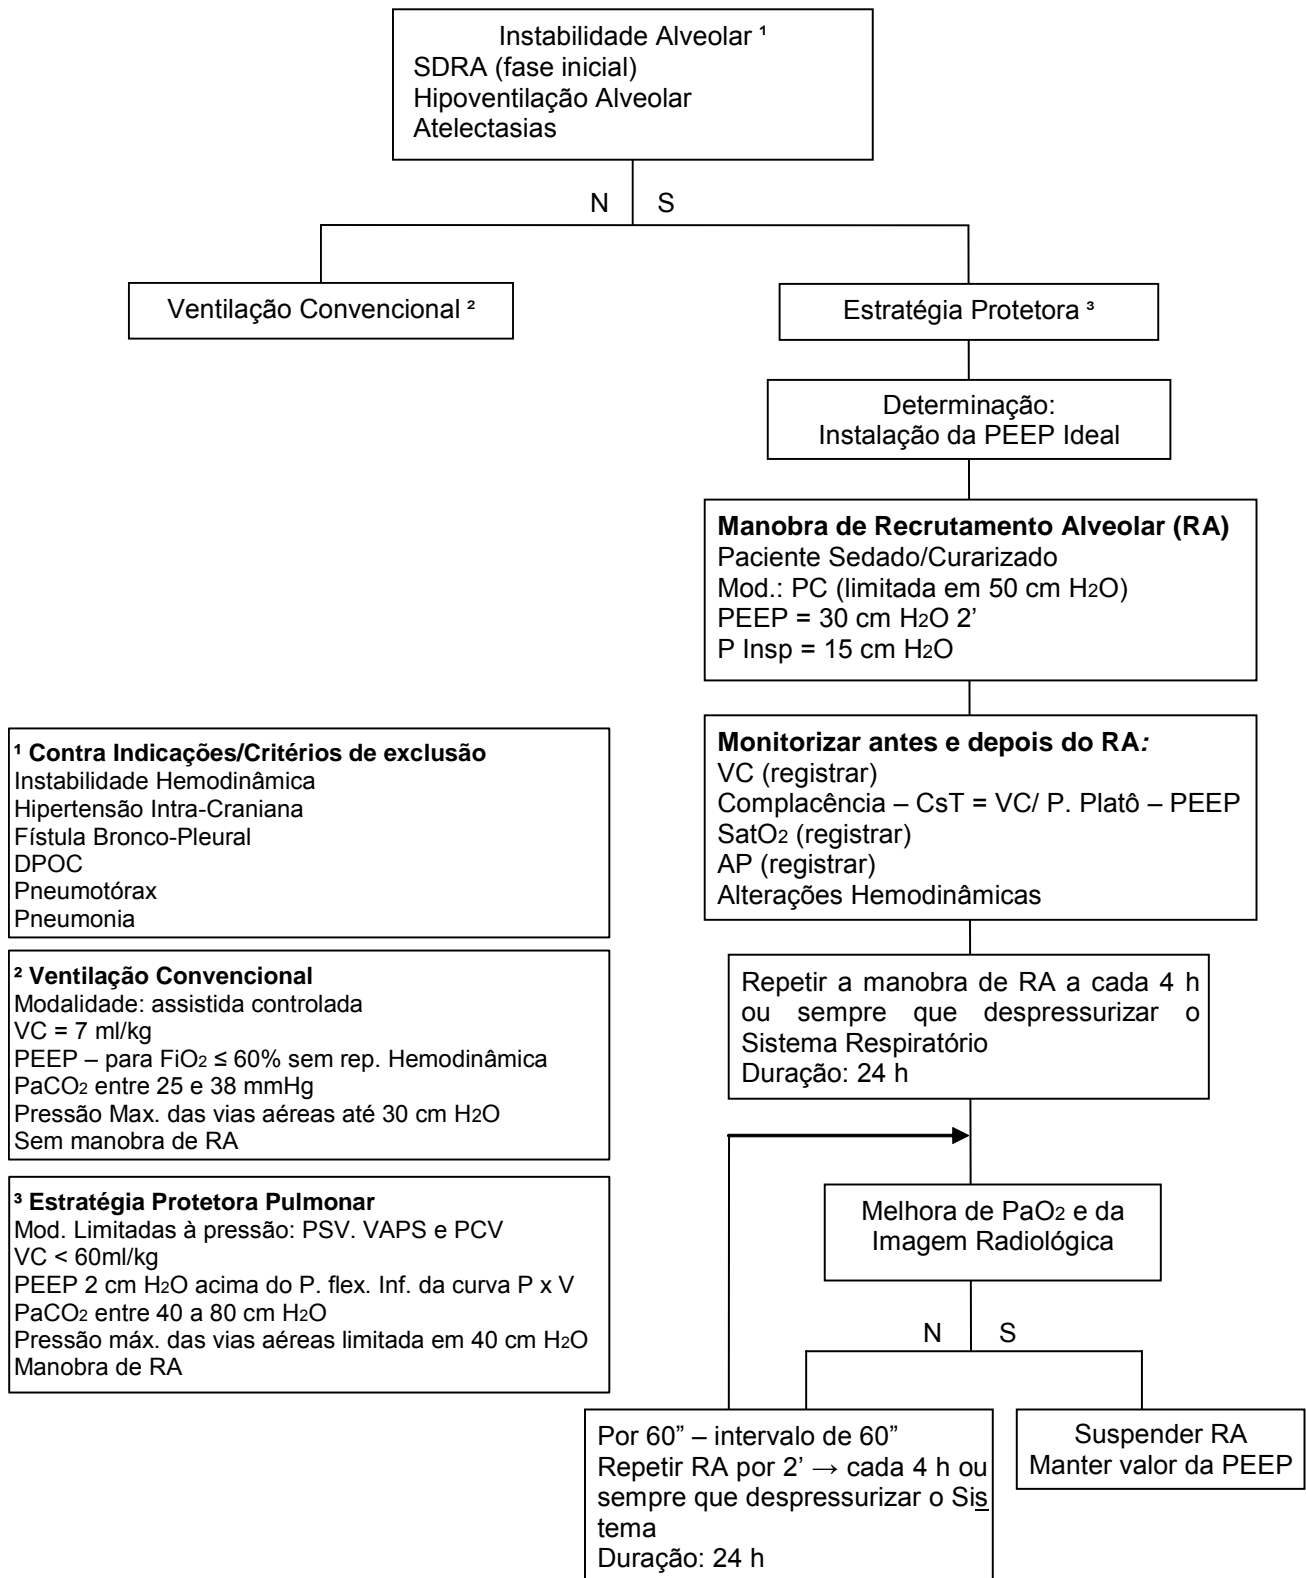 Instabilidade Alveolar ¹
SDRA (fase inicial)
Hipoventilação Alveolar
Atelectasias
N
S
Ventilação Convencional ²
Estratégia Protetora ³
Determinação:
Instalação da PEEP Ideal
Manobra de Recrutamento Alveolar (RA)
Paciente Sedado/Curarizado
Mod.: PC (limitada em 50 cm H2O)
PEEP = 30 cm H2O 2’
P Insp = 15 cm H2O
Monitorizar antes e depois do RA:
VC (registrar)
Complacência – CsT = VC/ P. Platô – PEEP
SatO2 (registrar)
AP (registrar)
Alterações Hemodinâmicas
¹ Contra Indicações/Critérios de exclusão
Instabilidade Hemodinâmica
Hipertensão Intra-Craniana
Fístula Bronco-Pleural
DPOC
Pneumotórax
Pneumonia
² Ventilação Convencional
Modalidade: assistida controlada
VC = 7 ml/kg
PEEP – para FiO2 ≤ 60% sem rep. Hemodinâmica
PaCO2 entre 25 e 38 mmHg
Pressão Max. das vias aéreas até 30 cm H2O
Sem manobra de RA
³ Estratégia Protetora Pulmonar
Mod. Limitadas à pressão: PSV. VAPS e PCV
VC < 60ml/kg
PEEP 2 cm H2O acima do P. flex. Inf. da curva P x V
PaCO2 entre 40 a 80 cm H2O
Pressão máx. das vias aéreas limitada em 40 cm H2O
Manobra de RA
Repetir a manobra de RA a cada 4 h
ou sempre que despressurizar o
Sistema Respiratório
Duração: 24 h
Melhora de PaO2 e da
Imagem Radiológica
N
S
Por 60” – intervalo de 60”
Repetir RA por 2’ → cada 4 h ou
sempre que despressurizar o Sis
tema
Duração: 24 h
Suspender RA
Manter valor da PEEP